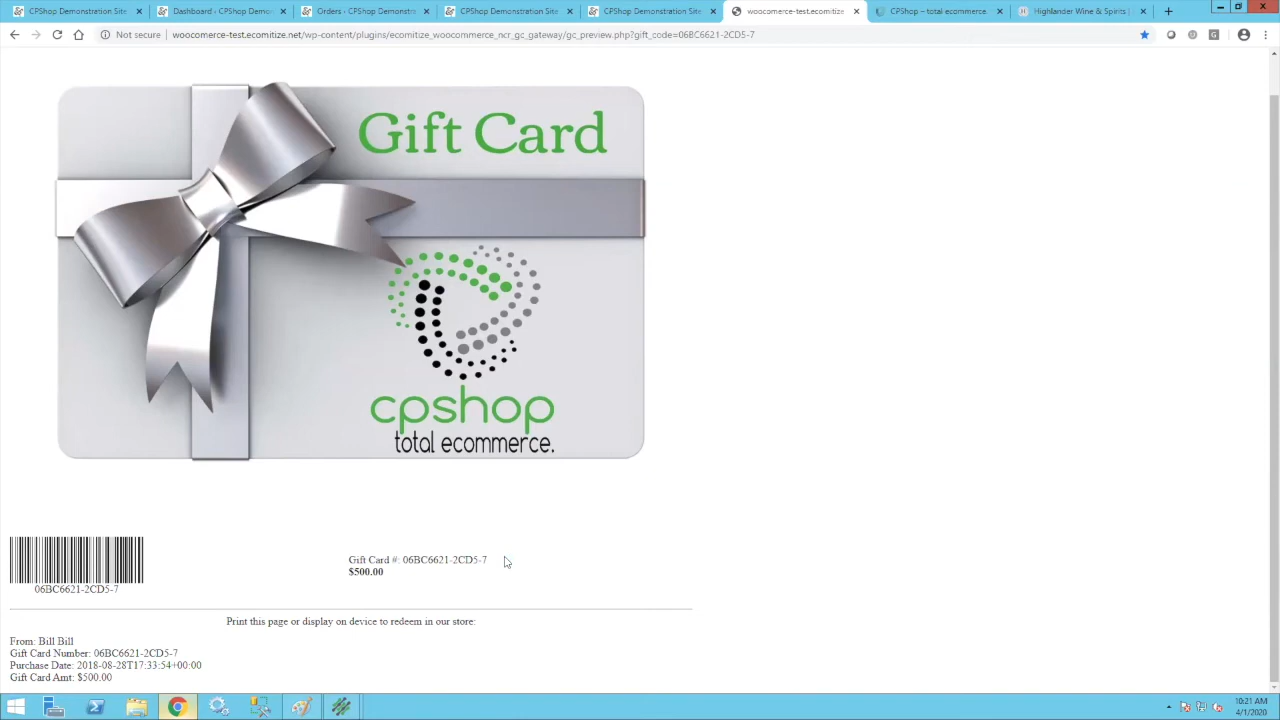 CPShop Demonstration Site
Dashboard ‹ CPShop Demo
Orders ‹ CPShop Demonstra
CPShop Demonstration Site
CPShop Demonstration Site
woocomerce-test.ecomitize
CPShop – total ecommerce.
Highlander Wine & Spirits |
Not secure | woocomerce-test.ecomitize.net/wp-content/plugins/ecomitize_woocommerce_ncr_gc_gateway/gc_preview.php?gift_code=06BC6621-2CD5-7
Gift Card
cpshop
total ecommerce.
06BC6621-2CD5-7
Gift Card #: 06BC6621-2CD5-7
$500.00
Print this page or display on device to redeem in our store:
From: Bill Bill
Gift Card Number: 06BC6621-2CD5-7
Purchase Date: 2018-08-28T17:33:54+00:00
Gift Card Amt: $500.00
10:21 AM
4/1/2020